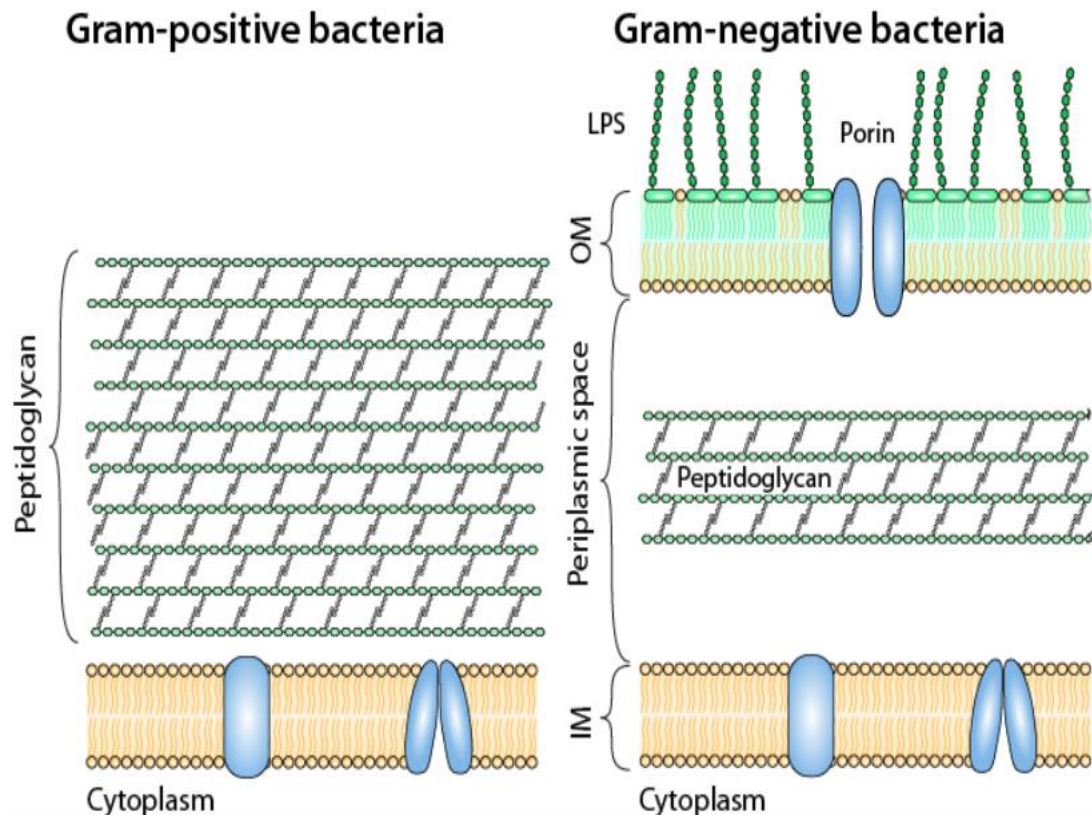 Gram-positive bacteria
Gram-negative bacteria
LPS
Porin
OM
Peptidoglycan
Periplasmic space
Peptidoglycan
IM
Cytoplasm
Cytoplasm